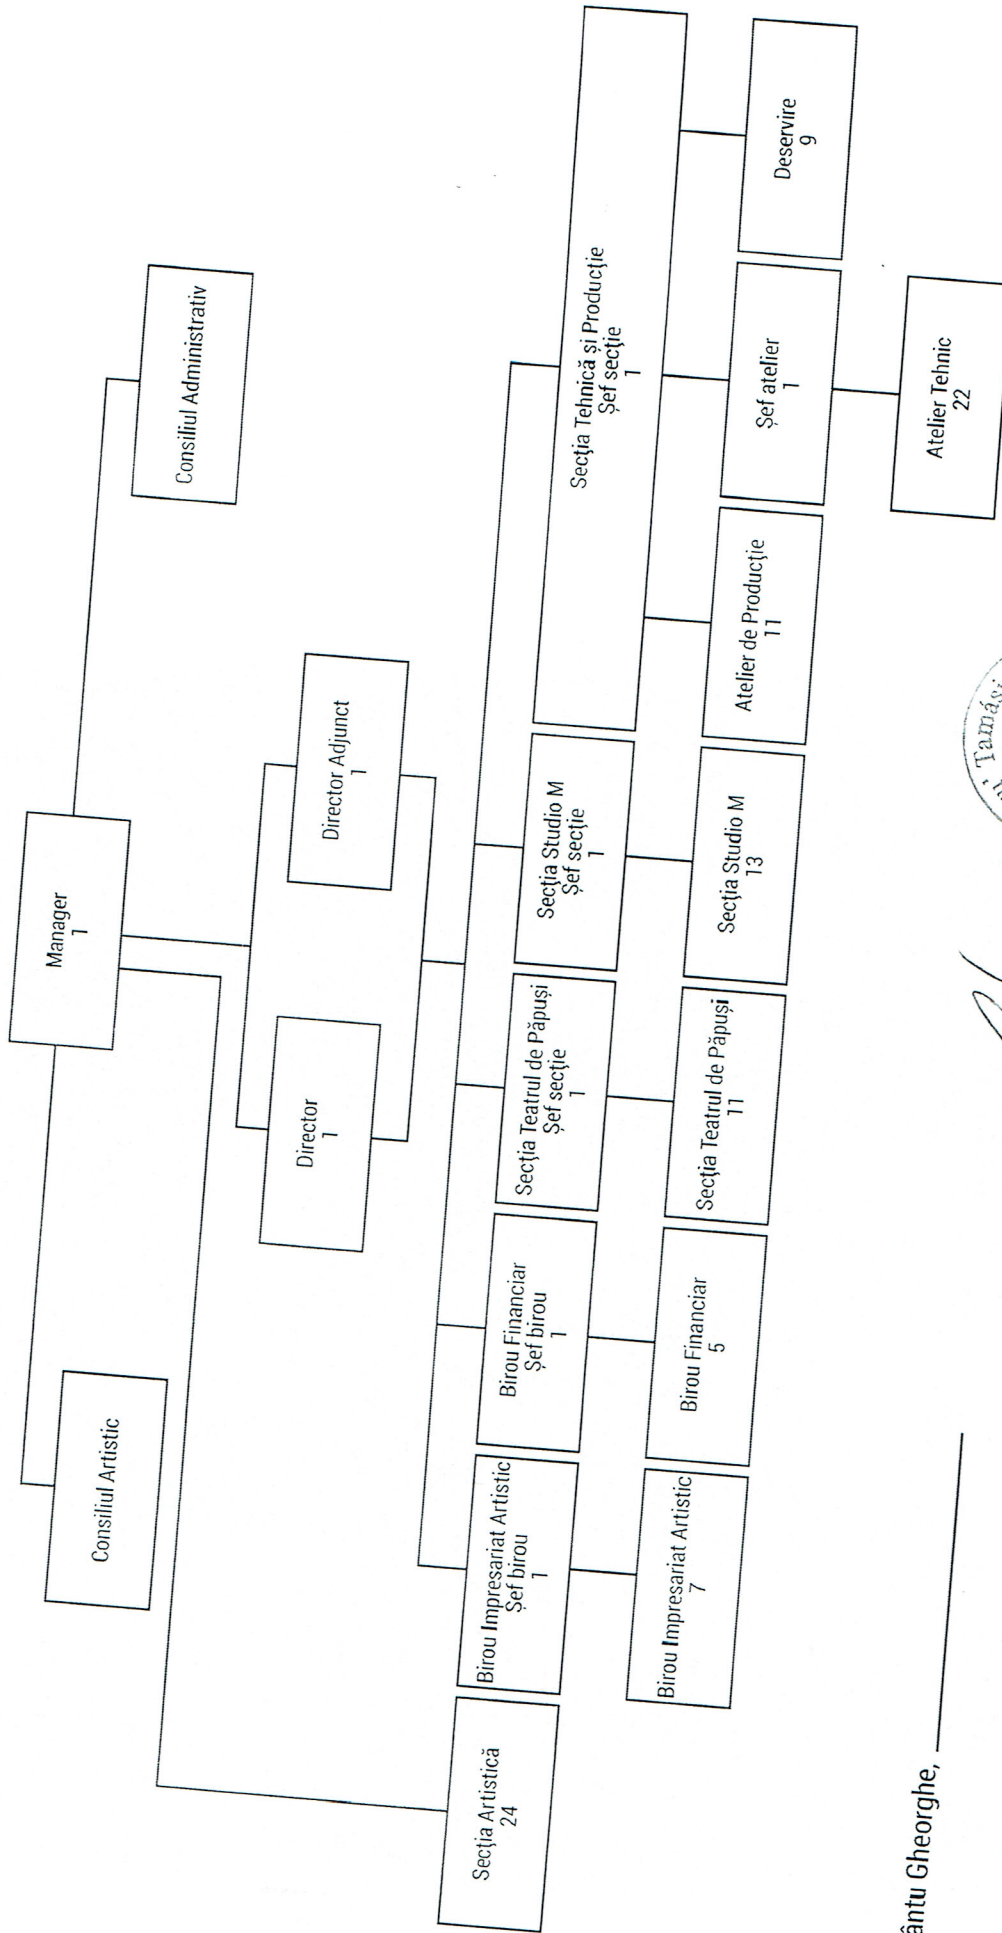 Manager
1
Consiliul Artistic
Consiliul Administrativ
Director
1
Director Adjunct
1
Secția Artistică
24
Birou Impresariat Artistic
Șef birou
1
Birou Financiar
Șef birou
1
Secția Teatrul de Păpuși
Șef secție
1
Secția Studio M
Șef secție
1
Secția Tehnică și Producție
Șef secție
1
Birou Impresariat Artistic
7
Birou Financiar
5
Secția Teatrul de Păpuși
11
Secția Studio M
13
Atelier de Producție
11
Șef atelier
1
Deservire
9
Atelier Tehnic
22
ântu Gheorghe,
Tamási